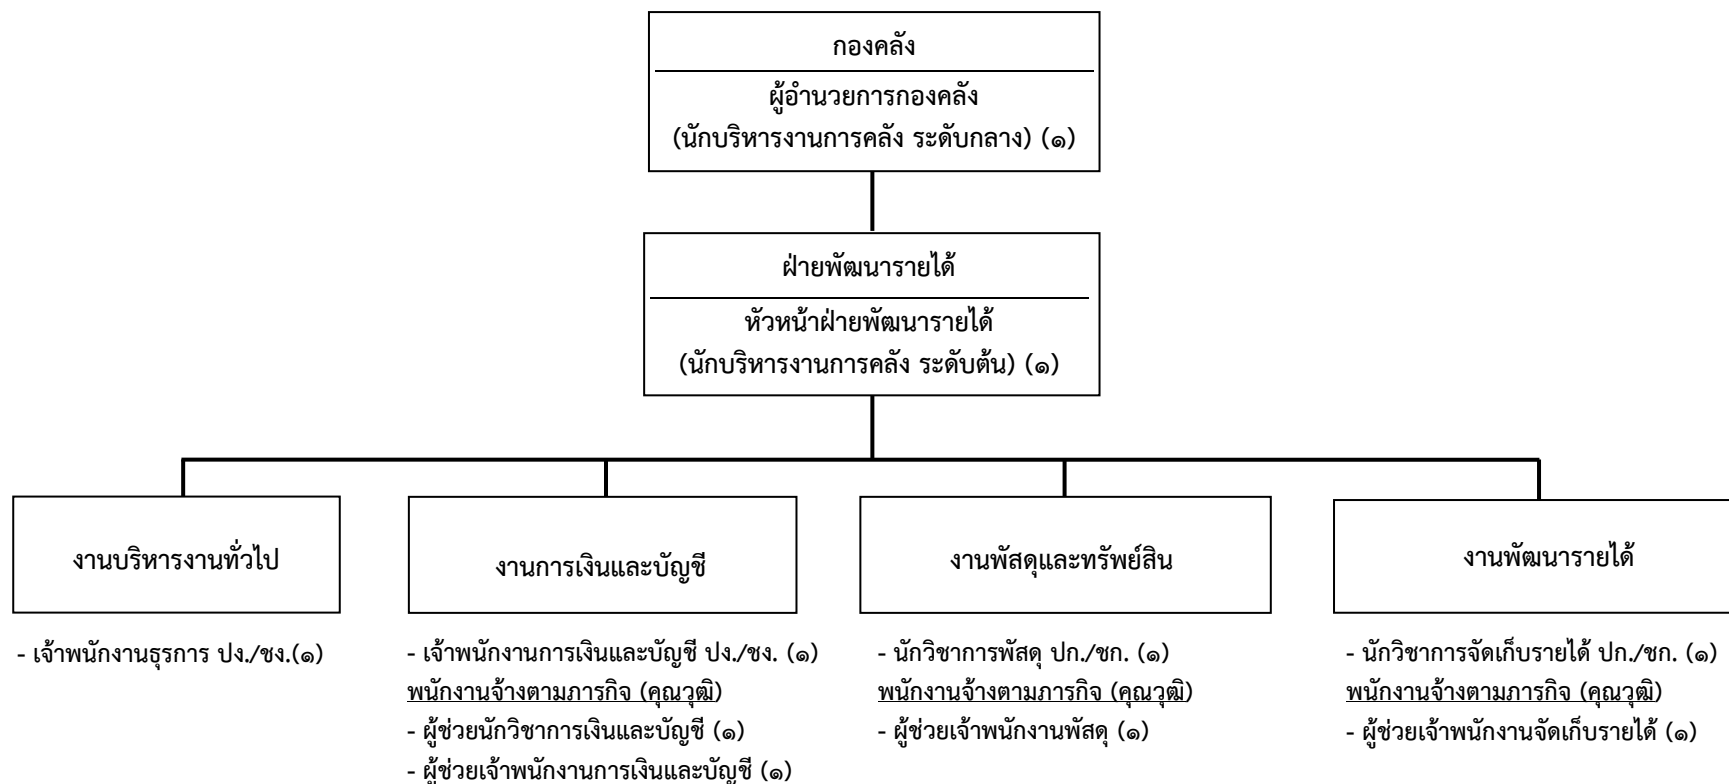 กองคลัง
ผู้อำนวยการกองคลัง
(นักบริหารงานการคลัง ระดับกลาง) (๑)
ฝ่ายพัฒนารายได้
หัวหน้าฝ่ายพัฒนารายได้
(นักบริหารงานการคลัง ระดับต้น) (๑)
งานบริหารงานทั่วไป
- เจ้าพนักงานธุรการ ปง./ชง.(๑)
งานการเงินและบัญชี
- เจ้าพนักงานการเงินและบัญชี ปง./ชง. (๑)
พนักงานจ้างตามภารกิจ (คุณวุฒิ)
- ผู้ช่วยนักวิชาการเงินและบัญชี (๑)
- ผู้ช่วยเจ้าพนักงานการเงินและบัญชี (๑)
งานพัสดุและทรัพย์สิน
- นักวิชาการพัสดุ ปก./ชก. (๑)
พนักงานจ้างตามภารกิจ (คุณวุฒิ)
- ผู้ช่วยเจ้าพนักงานพัสดุ (๑)
งานพัฒนารายได้
- นักวิชาการจัดเก็บรายได้ ปก./ชก. (๑)
พนักงานจ้างตามภารกิจ (คุณวุฒิ)
- ผู้ช่วยเจ้าพนักงานจัดเก็บรายได้ (๑)